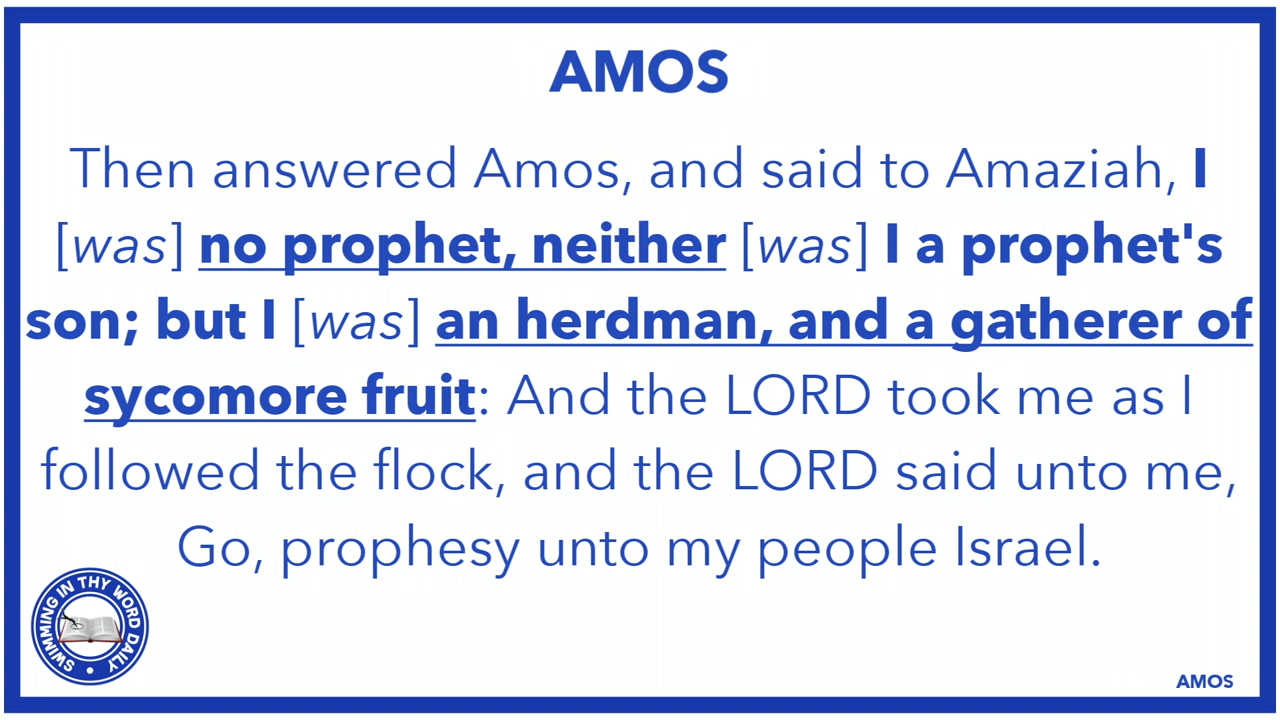 AMOS
Then answered Amos, and said to Amaziah, I
[was] no prophet, neither [was] I a prophet's
son; but I [was] an herdman, and a gatherer of
sycomore fruit: And the LORD took me as I
followed the flock, and the LORD said unto me,
Go, prophesy unto my people Israel.
SWIMMING IN THY WORD DAILY
AMOS